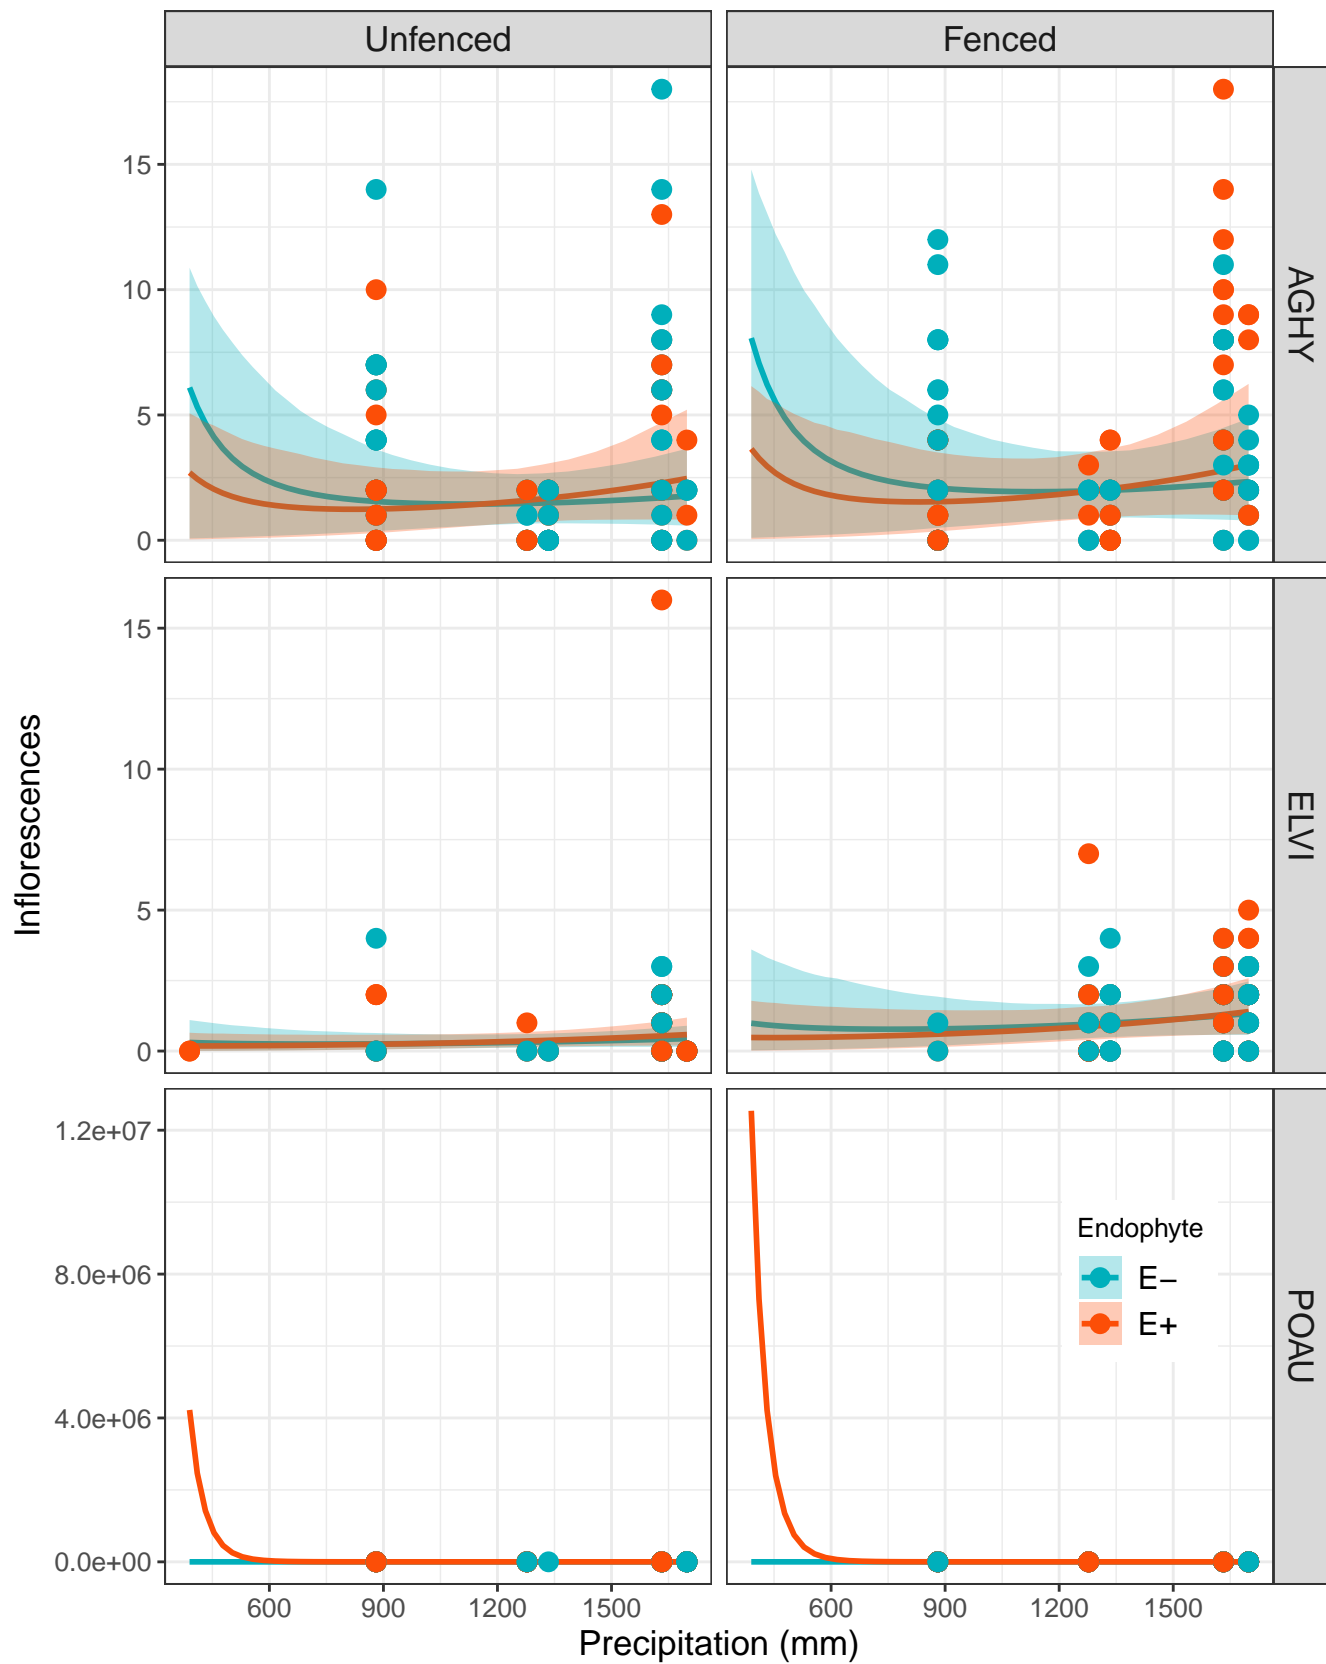 Unfenced
Fenced
15
10
5
0
AGHY
Inflorescences
15
10
5
0
ELVI
1.2e+07
8.0e+06
4.0e+06
0.0e+00
Endophyte
E−
E+
POAU
600 900 1200 1500
600 900 1200 1500
Precipitation (mm)